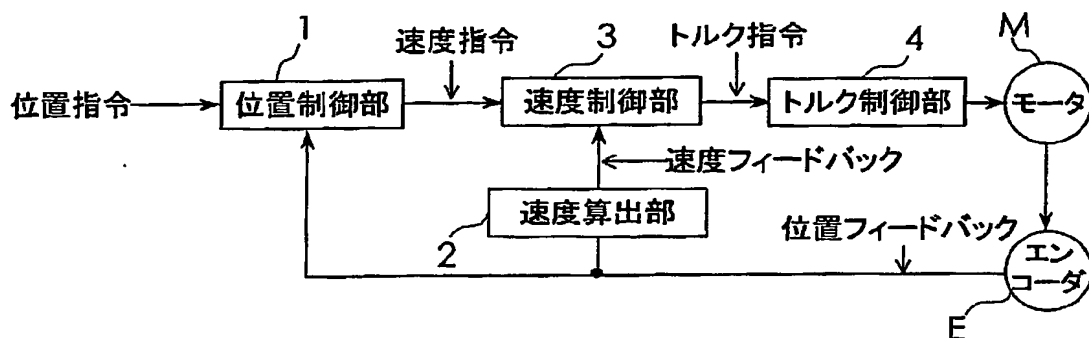 1
速度指令
3
トルク指令
4
M
位置指令
位置制御部
速度制御部
トルク制御部
モータ
速度フィードバック
速度算出部
2
位置フィードバック
エン
コーダ
E